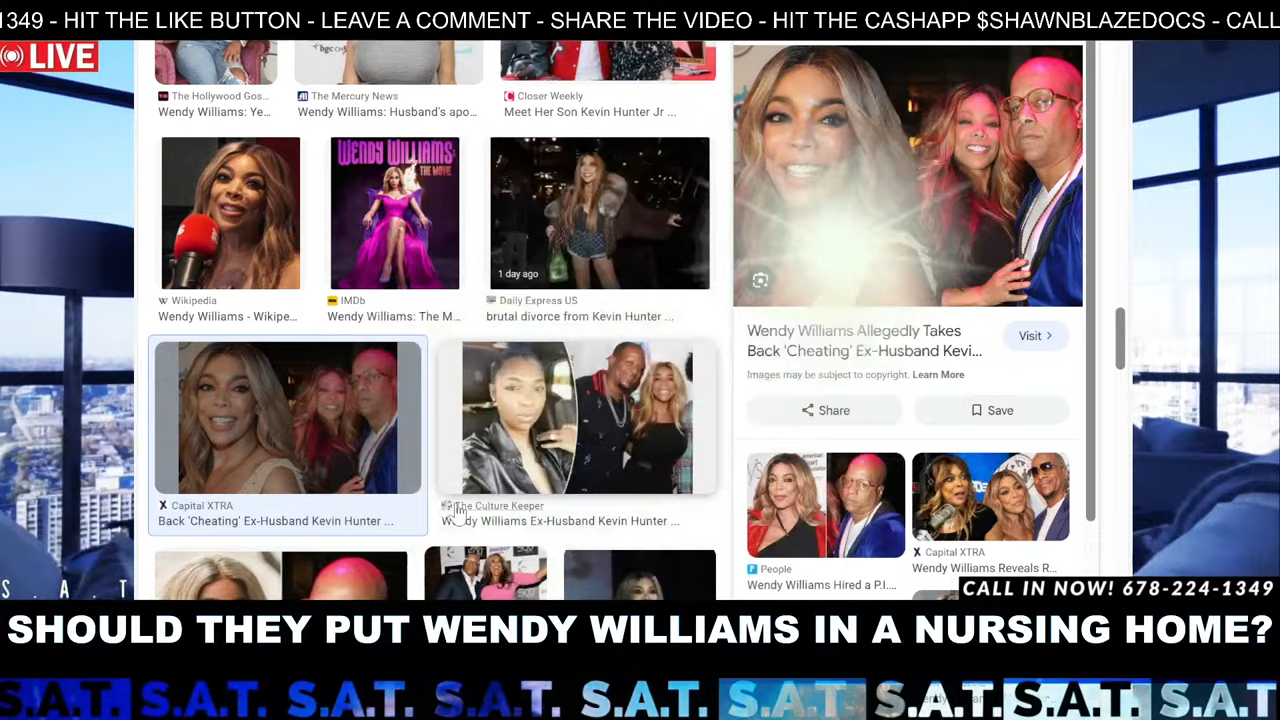 1349 - HIT THE LIKE BUTTON - LEAVE A COMMENT - SHARE THE VIDEO - HIT THE CASHAPP $SHAWNBLAZEDOCS - CALL
LIVE
The Hollywood Gos...
Wendy Williams: Ye...
The Mercury News
Wendy Williams: Husband's apo...
Closer Weekly
Meet Her Son Kevin Hunter Jr ...
WENDY WILLIAMS:
THE MOVIE
1 day ago
W Wikipedia
Wendy Williams - Wikipe...
IMDb
Wendy Williams: The M...
Daily Express US
brutal divorce from Kevin Hunter ...
Capital XTRA
Back 'Cheating' Ex-Husband Kevin Hunter ...
The Culture Keeper
Wendy Williams Ex-Husband Kevin Hunter ...
Wendy Williams Allegedly Takes
Back 'Cheating' Ex-Husband Kevi...
Visit >
Images may be subject to copyright. Learn More
Share
Save
People
Wendy Williams Hired a P.I....
Capital XTRA
Wendy Williams Reveals R...
S . A . T
CALL IN NOW! 678-224-1349
SHOULD THEY PUT WENDY WILLIAMS IN A NURSING HOME?
S.A.T. S.A.T. S.A.T. S.A.T. S.A.T. S.A.T. S.A.T. S.A.T. S.A.T